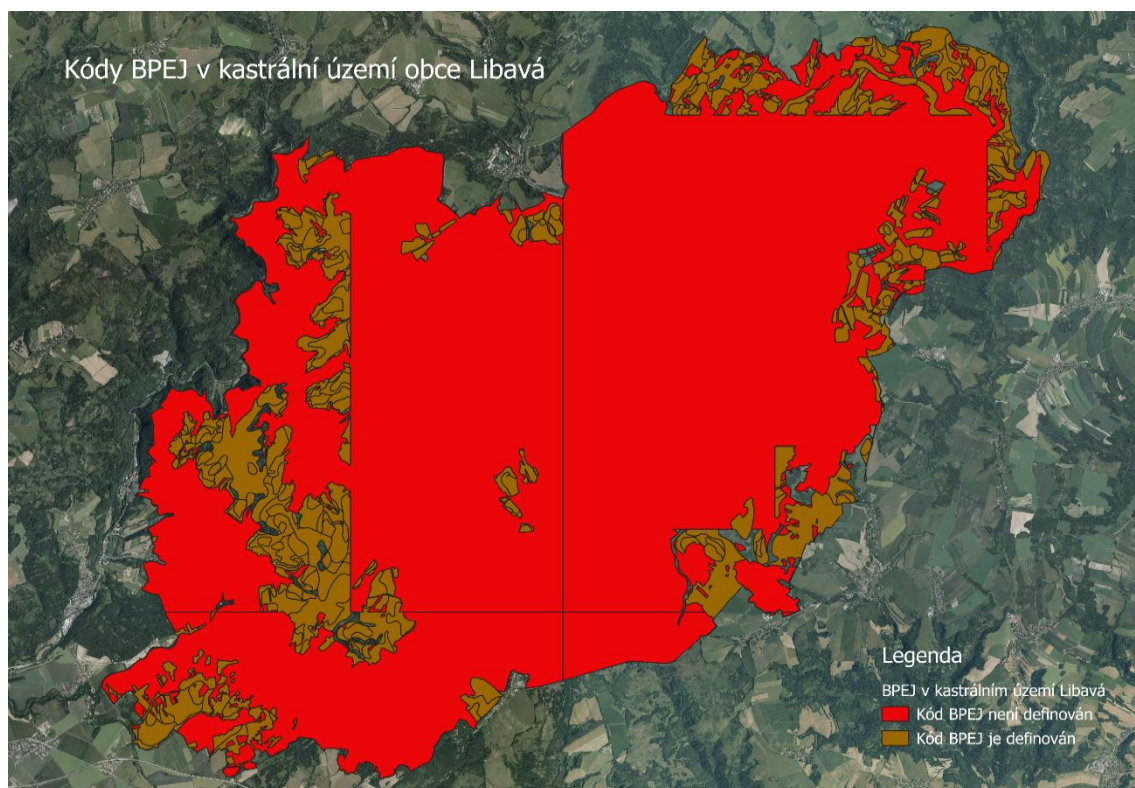 Kódy BPEJ v kastrální území obce Libavá
Legenda
BPEJ v kastrálním území Libavá
Kód BPEJ není definován
Kód BPEJ je definován